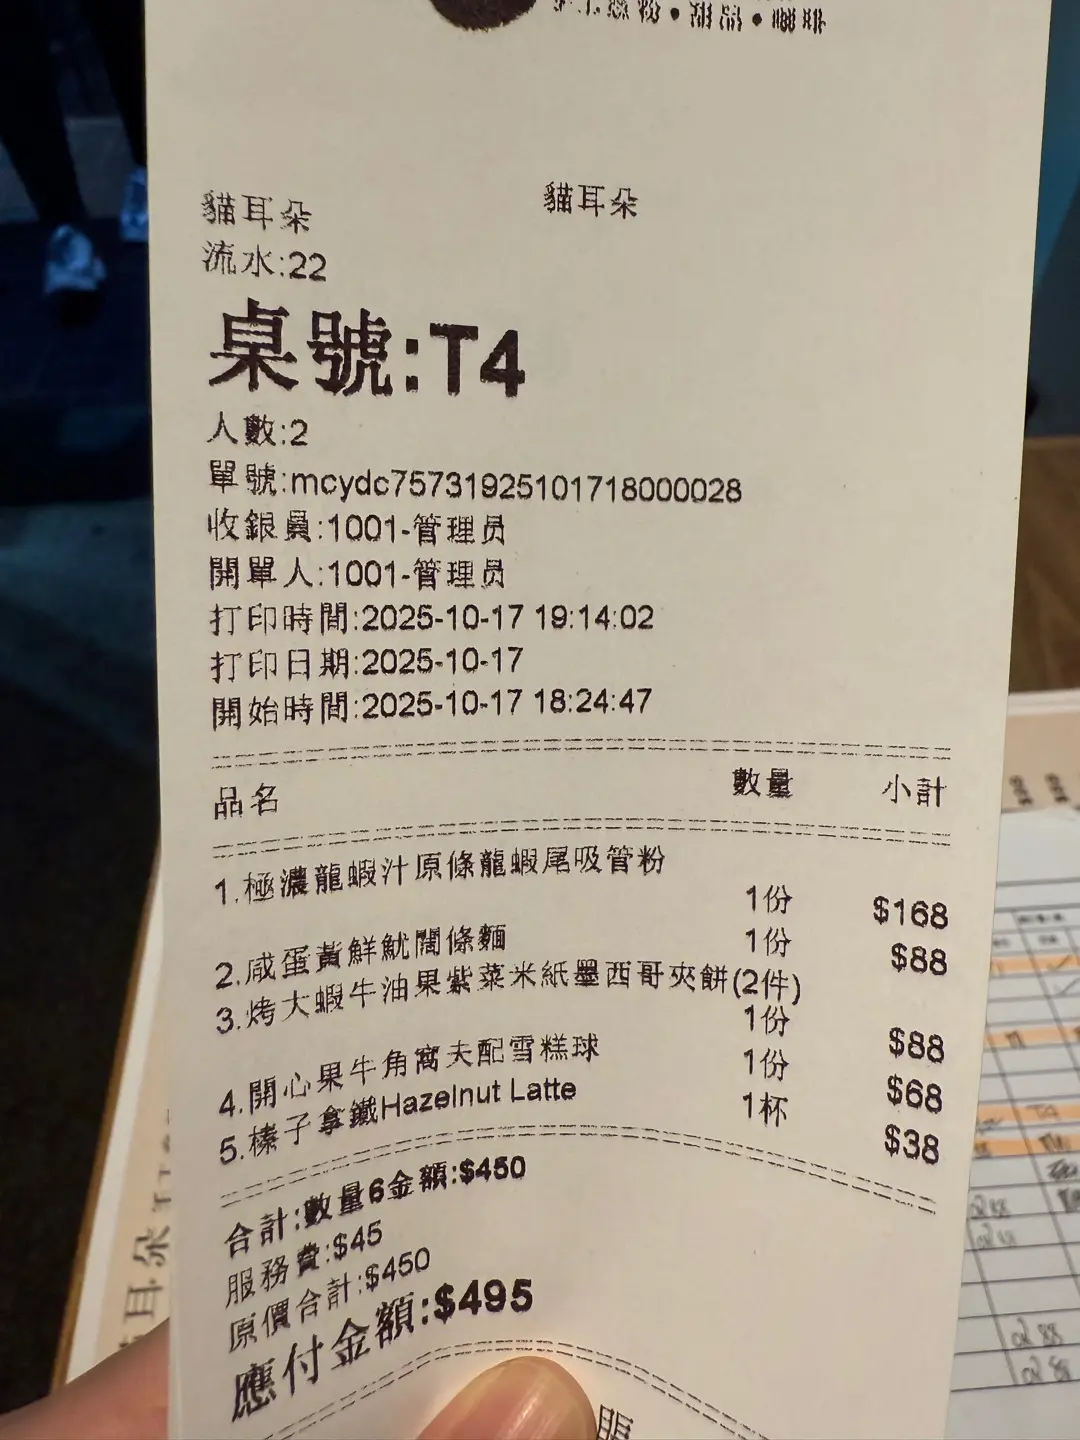 貓耳朵 貓耳朵
流水:22
桌號:T4
人數:2
單號:mcydc75731925101718000028
收銀員:1001-管理员
開單人:1001-管理员
打印時間:2025-10-17 19:14:02
打印日期:2025-10-17
開始時間:2025-10-17 18:24:47
品名 數量 小計
1.極濃龍蝦汁原條龍蝦尾吸管粉
1份 $168
2.咸蛋黃鮮魷闊條麵 1份 $88
3.烤大蝦牛油果紫菜米紙墨西哥夾餅(2件)
1份 $88
4.開心果牛角窩夫配雪糕球 1份 $68
5.榛子拿鐵Hazelnut Latte 1杯 $38
合計:數量6金額:$450
服務費:$45
原價合計:$450
應付金額:$495
耳朵